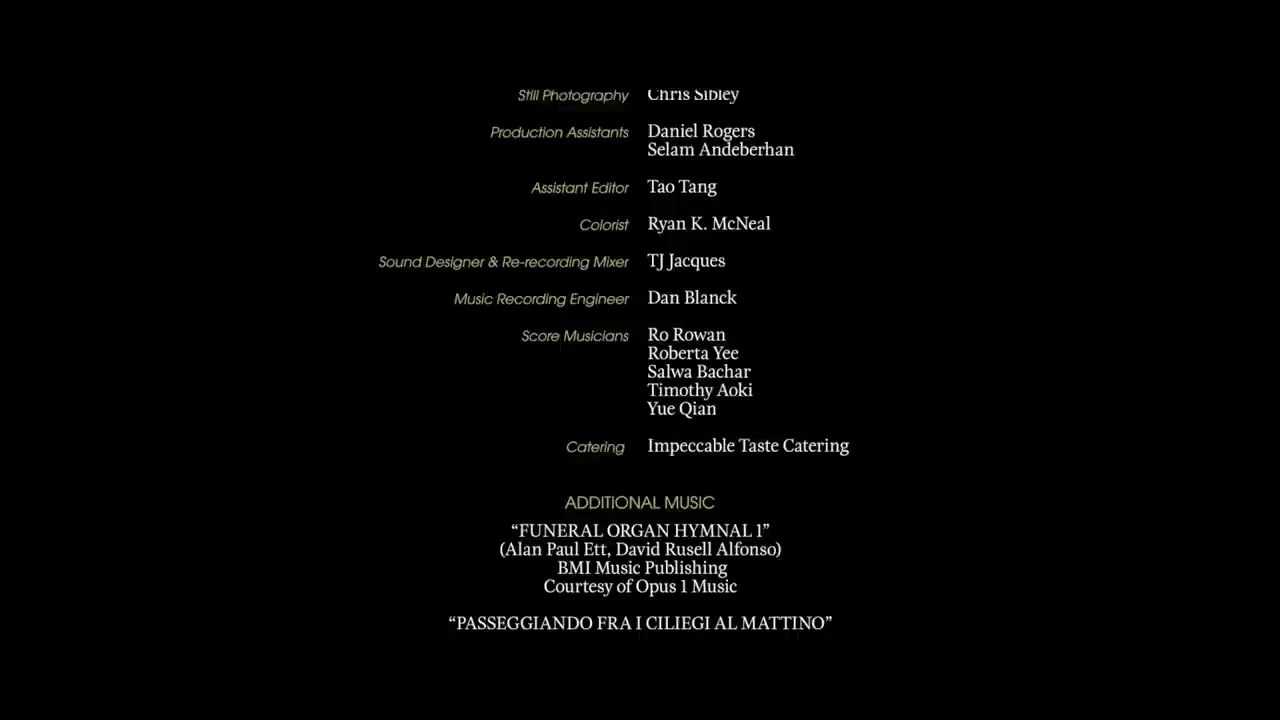 Still Photography Chris Sibley
Production Assistants Daniel Rogers
Selam Andeberhan
Assistant Editor Tao Tang
Colorist Ryan K. McNeal
Sound Designer & Re-recording Mixer TJ Jacques
Music Recording Engineer Dan Blanck
Score Musicians Ro Rowan
Roberta Yee
Salwa Bachar
Timothy Aoki
Yue Qian
Catering Impeccable Taste Catering
ADDITIONAL MUSIC
“FUNERAL ORGAN HYMNAL 1”
(Alan Paul Ett, David Rusell Alfonso)
BMI Music Publishing
Courtesy of Opus 1 Music
“PASSEGGIANDO FRA I CILIEGI AL MATTINO”